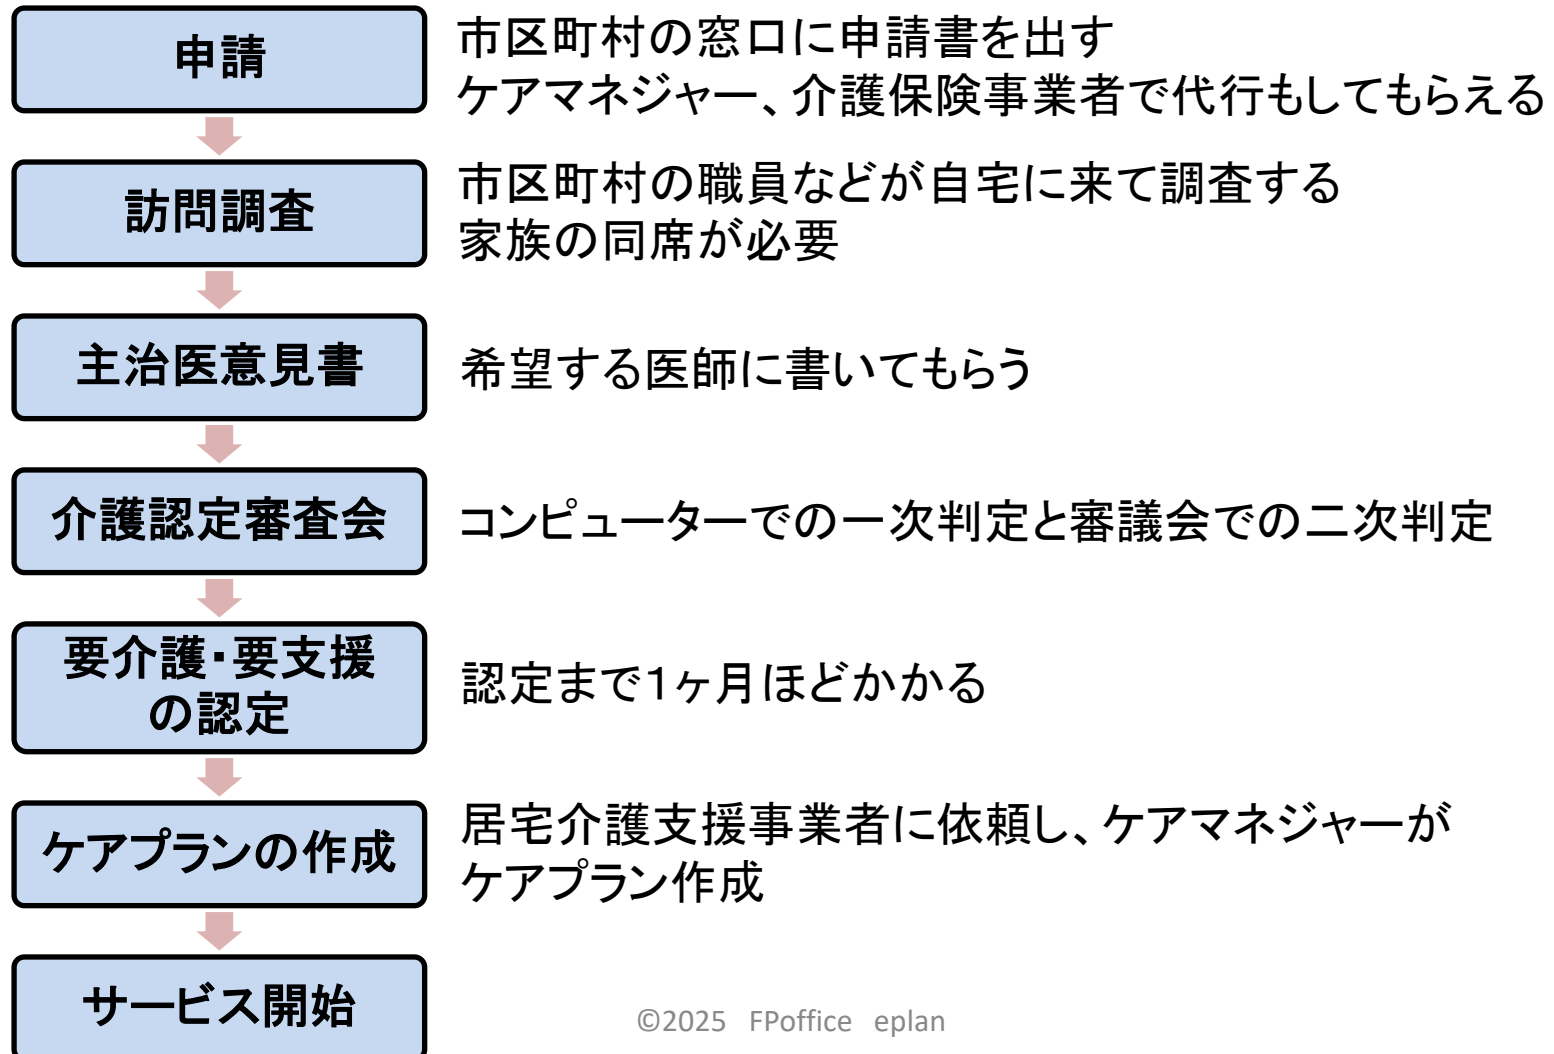 申請
市区町村の窓口に申請書を出す
ケアマネジャー、介護保険事業者で代行もしてもらえる
訪問調査
市区町村の職員などが自宅に来て調査する
家族の同席が必要
主治医意見書
希望する医師に書いてもらう
介護認定審査会
コンピューターでの一次判定と審議会での二次判定
要介護・要支援
の認定
認定まで1ヶ月ほどかかる
ケアプランの作成
居宅介護支援事業者に依頼し、ケアマネジャーが
ケアプラン作成
サービス開始
©2025 FPoffice eplan